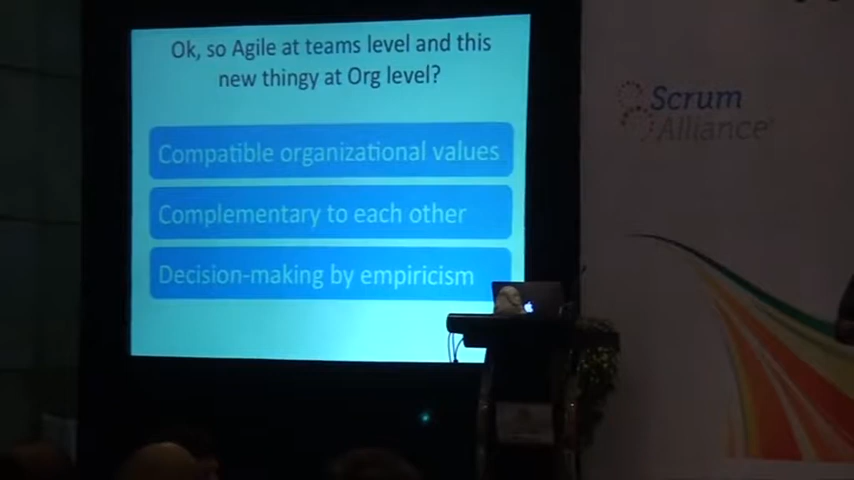 Ok, so Agile at teams level and this
new thingy at Org level?
Compatible organizational values
Complementary to each other
Decision-making by empiricism
Scrum
Alliance